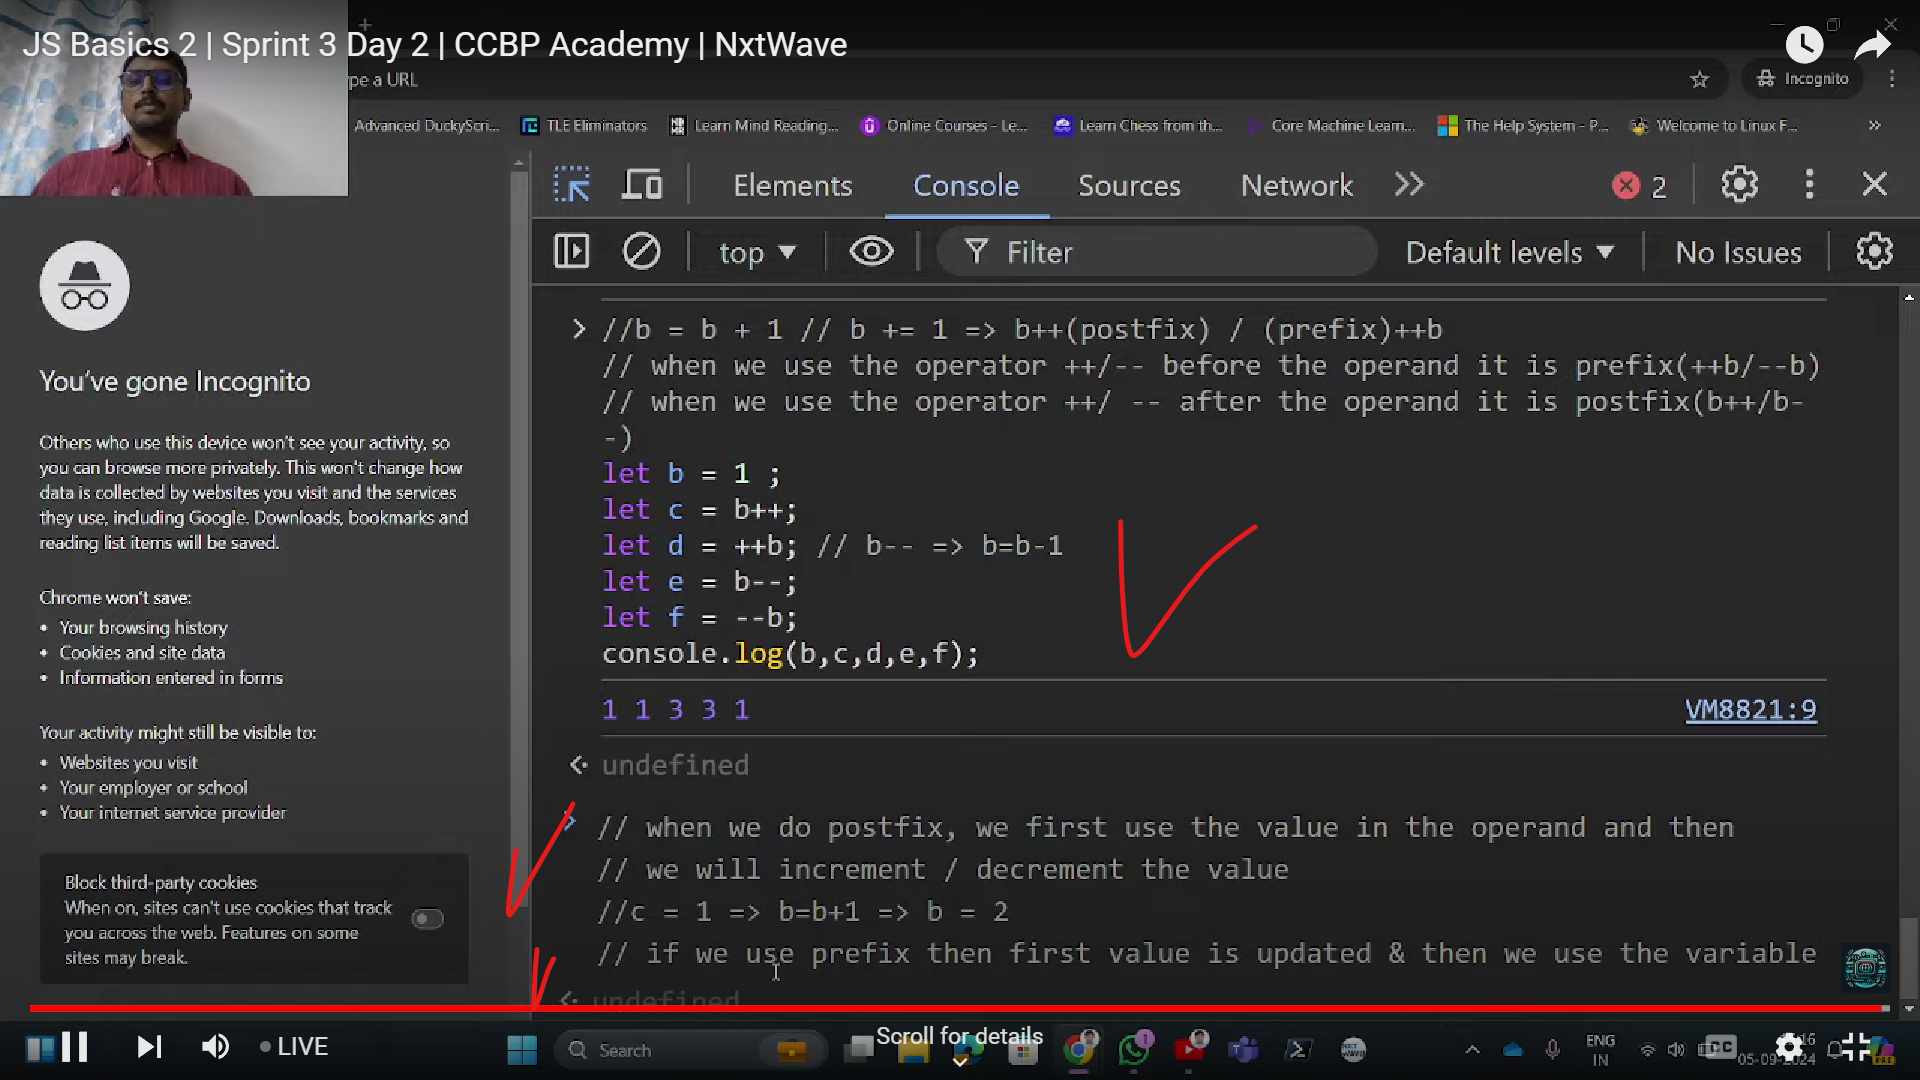 JS Basics 2 | Sprint 3 Day 2 | CCBP Academy | NxtWave
pe a URL
Incognito
Advanced DuckyScri...
TLE Eliminators
Learn Mind Reading...
Online Courses - Le...
Learn Chess from th...
Core Machine Learn...
The Help System - P...
Welcome to Linux F...
»
Elements
Console
Sources
Network
2
top
Filter
Default levels
No Issues
You've gone Incognito
Others who use this device won't see your activity, so
you can browse more privately. This won't change how
data is collected by websites you visit and the services
they use, including Google. Downloads, bookmarks and
reading list items will be saved.
Chrome won't save:
• Your browsing history
• Cookies and site data
• Information entered in forms
Your activity might still be visible to:
• Websites you visit
• Your employer or school
• Your internet service provider
Block third-party cookies
When on, sites can't use cookies that track
you across the web. Features on some
sites may break.
//b = b + 1 // b += 1 => b++(postfix) / (prefix)++b
// when we use the operator ++/-- before the operand it is prefix(++b/--b)
// when we use the operator ++/ -- after the operand it is postfix(b++/b-
-)
let b = 1 ;
let c = b++;
let d = ++b; // b-- => b=b-1
let e = b--;
let f = --b;
console.log(b,c,d,e,f);
1 1 3 3 1
VM8821:9
undefined
// when we do postfix, we first use the value in the operand and then
// we will increment / decrement the value
//c = 1 => b=b+1 => b = 2
// if we use prefix then first value is updated & then we use the variable
undefined
LIVE
Search
Scroll for details
1
ENG
IN
CC
16
05-09-2024